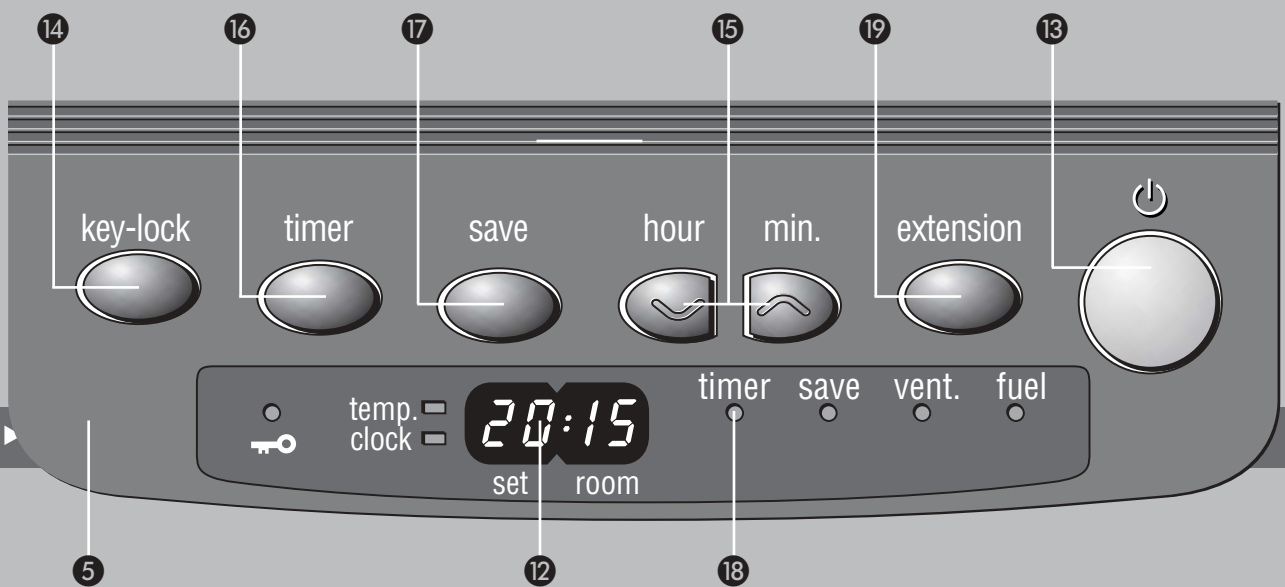 14 16 17 15 19 13
key-lock timer save hour min. extension
timer save vent. fuel
temp.
clock
20:15
set room
5 12 18